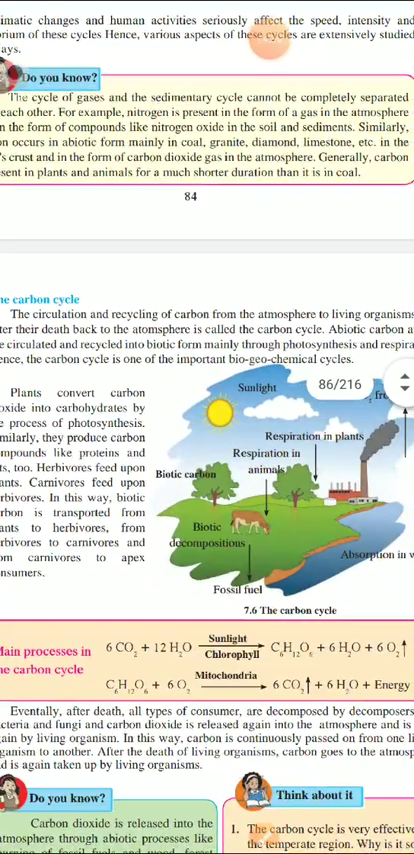 imatic changes and human activities seriously affect the speed, intensity and
rium of these cycles Hence, various aspects of these cycles are extensively studied
ays.
Do you know?
The cycle of gases and the sedimentary cycle cannot be completely separated
each other. For example, nitrogen is present in the form of a gas in the atmosphere
n the form of compounds like nitrogen oxide in the soil and sediments. Similarly,
on occurs in abiotic form mainly in coal, granite, diamond, limestone, etc. in the
's crust and in the form of carbon dioxide gas in the atmosphere. Generally, carbon
sent in plants and animals for a much shorter duration than it is in coal.
84
he carbon cycle
The circulation and recycling of carbon from the atmosphere to living organisms
ter their death back to the atomsphere is called the carbon cycle. Abiotic carbon a
e circulated and recycled into biotic form mainly through photosynthesis and respira
ence, the carbon cycle is one of the important bio-geo-chemical cycles.
Plants convert carbon
oxide into carbohydrates by
e process of photosynthesis.
milarly, they produce carbon
mpounds like proteins and
ts, too. Herbivores feed upon
ants. Carnivores feed upon
rbivores. In this way, biotic
rbon is transported from
ants to herbivores, from
rbivores to carnivores and
om carnivores to apex
nsumers.
Sunlight
86/216
Respiration in plants
Respiration in
animals
Biotic carbon
Biotic
decompositious
Absorption in w
Fossil fuel
7.6 The carbon cycle
Main processes in
he carbon cycle
6 CO₂ + 12 H₂O Sunlight Chlorophyll → C₆H₁₂O₆ + 6 H₂O + 6 O₂↑
C₆H₁₂O₆ + 6 O₂ Mitochondria → 6 CO₂↑ + 6 H₂O + Energy
Eventally, after death, all types of consumer, are decomposed by decomposers
cteria and fungi and carbon dioxide is released again into the atmosphere and is
ain by living organism. In this way, carbon is continuously passed on from one li
ganism to another. After the death of living organisms, carbon goes to the atmosp
d is again taken up by living organisms.
Do you know?
Carbon dioxide is released into the
atmosphere through abiotic processes like
Think about it
1. The carbon cycle is very effective
the temperate region. Why is it s